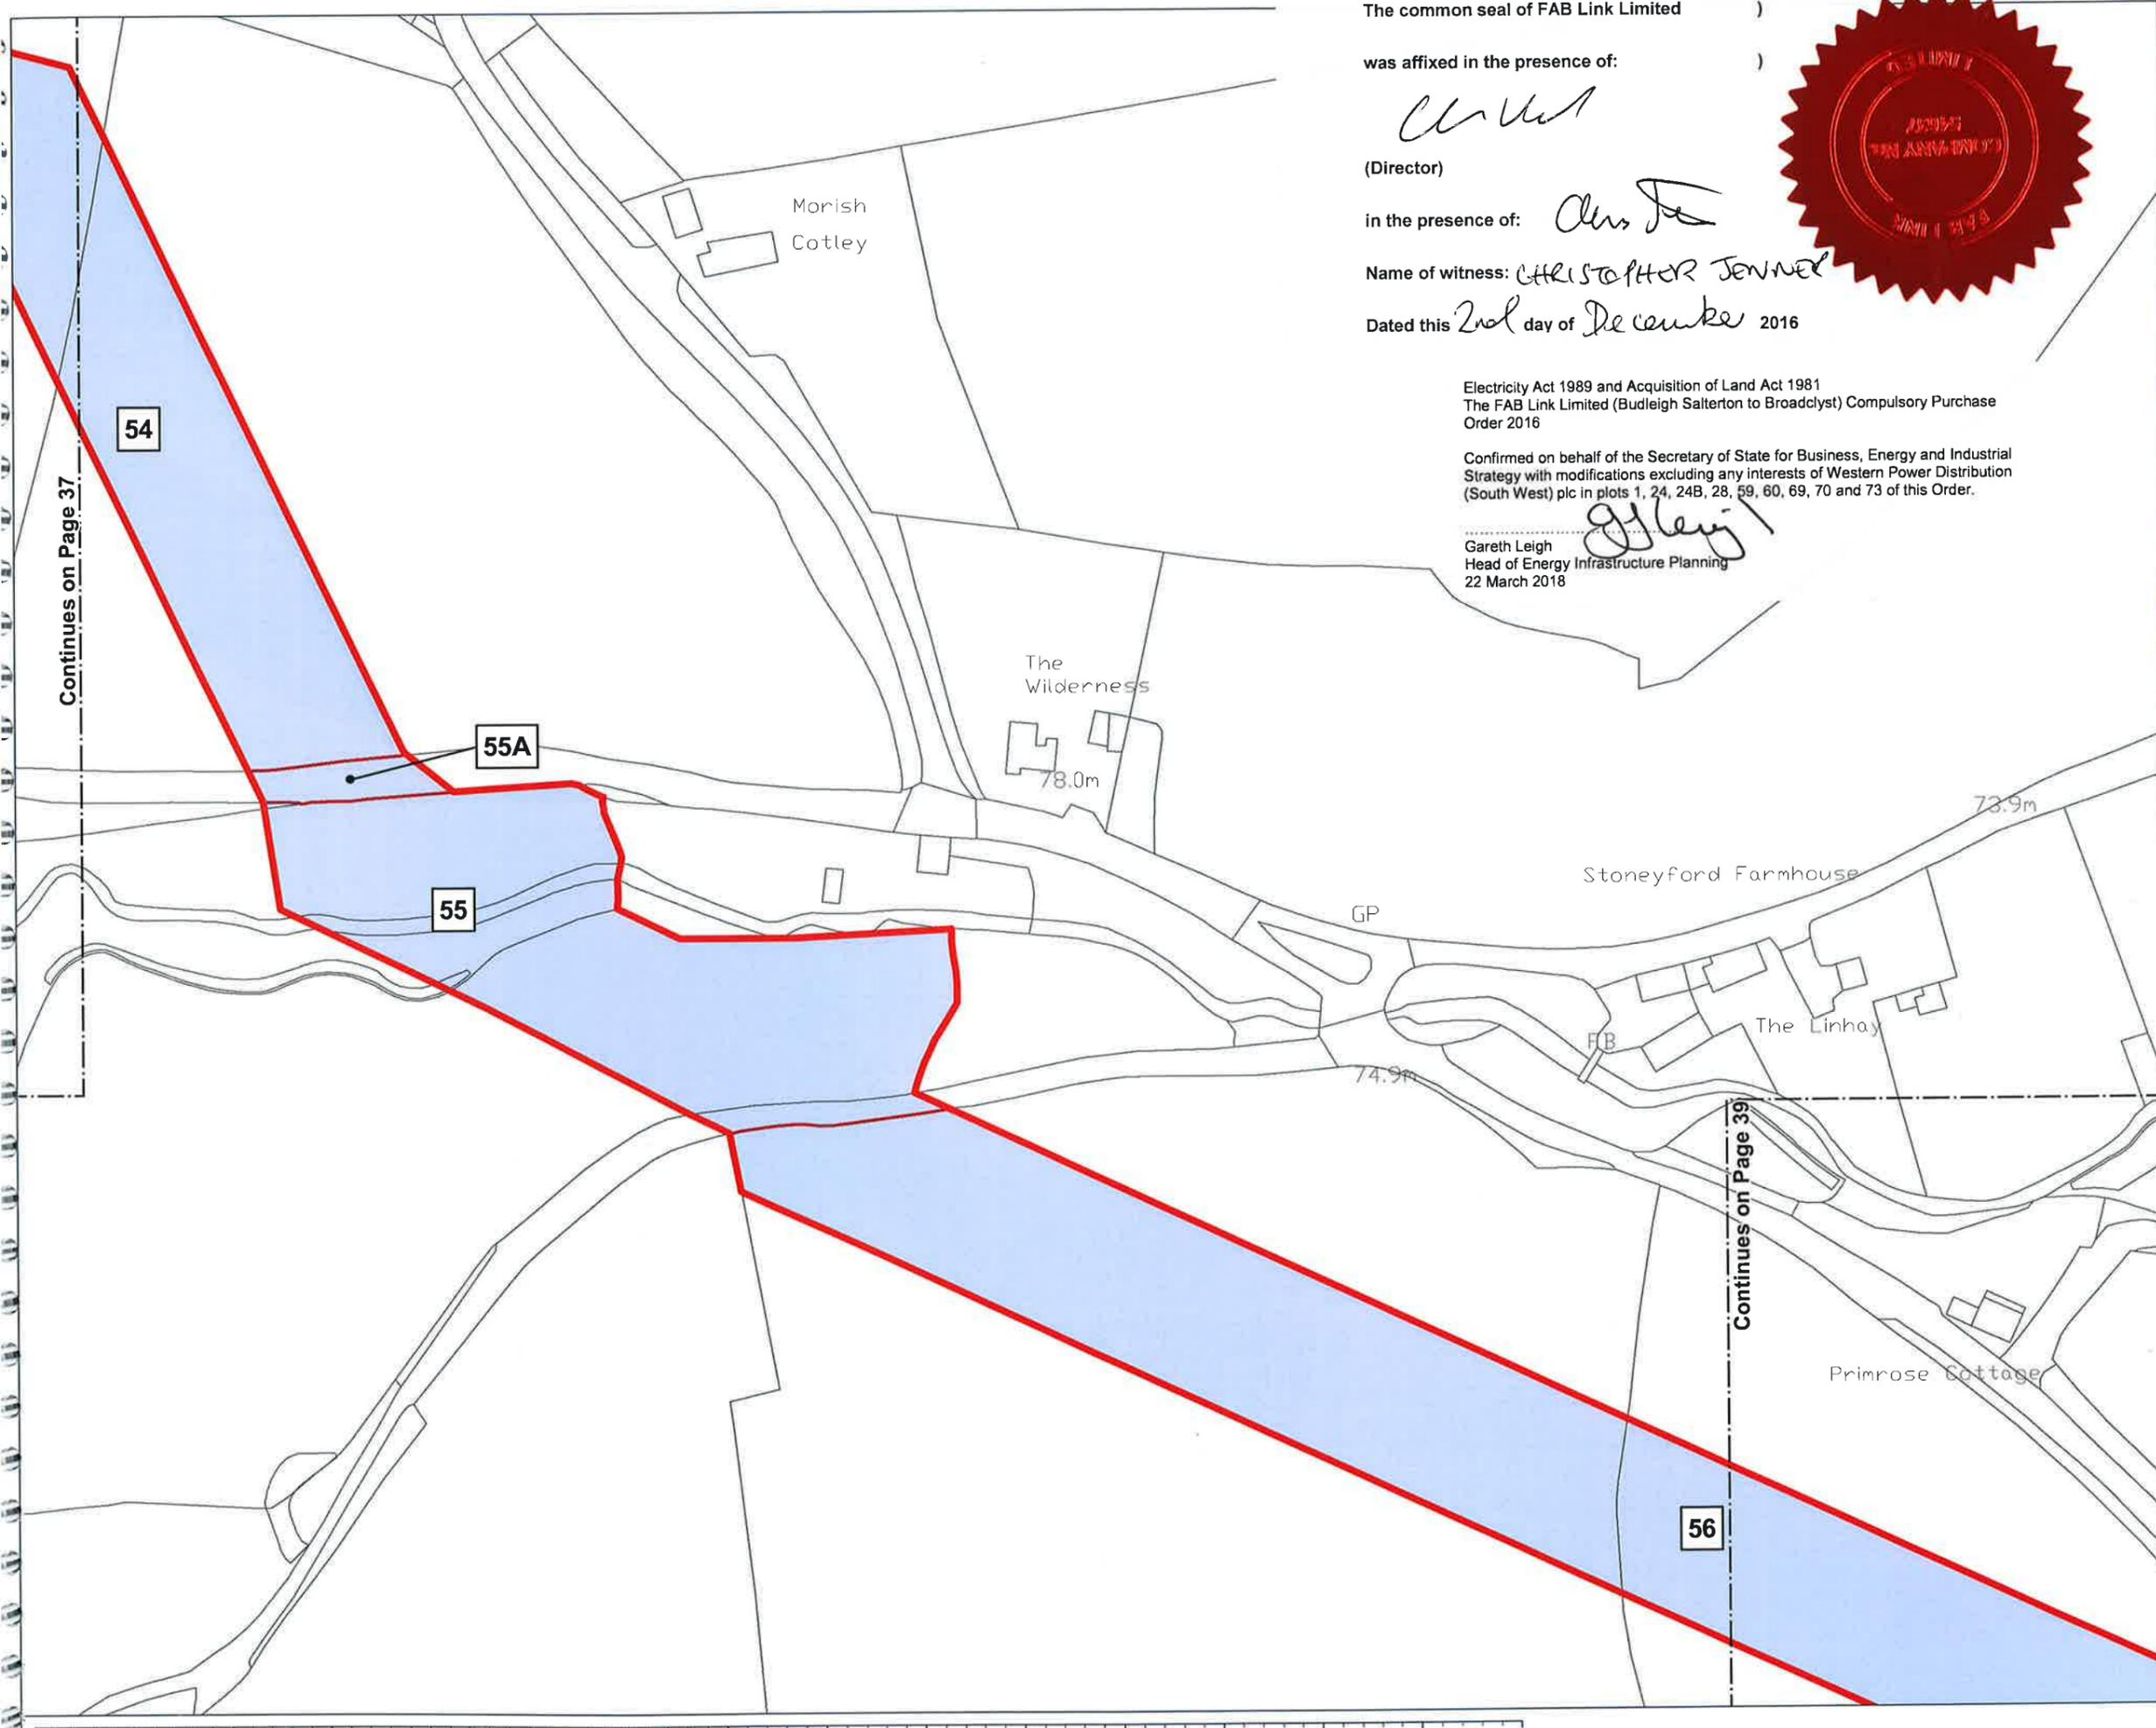 The common seal of FAB Link Limited )
was affixed in the presence of: )
(Director)
in the presence of:
Name of witness: CHRISTOPHER JENNER
Dated this 2nd day of December 2016
LIMITED
COMPANY NO.
FAB LINK
Electricity Act 1989 and Acquisition of Land Act 1981
The FAB Link Limited (Budleigh Salterton to Broadclyst) Compulsory Purchase
Order 2016
Confirmed on behalf of the Secretary of State for Business, Energy and Industrial
Strategy with modifications excluding any interests of Western Power Distribution
(South West) plc in plots 1, 24, 24B, 28, 59, 60, 69, 70 and 73 of this Order.
Gareth Leigh
Head of Energy Infrastructure Planning
22 March 2018
Morish
Cotley
54
Continues on Page 37
The
Wilderness
55A
78.0m
73.9m
Stoneyford Farmhouse
55
GP
The Linhay
FB
74.9m
Continues on Page 39
Primrose Cottage
56